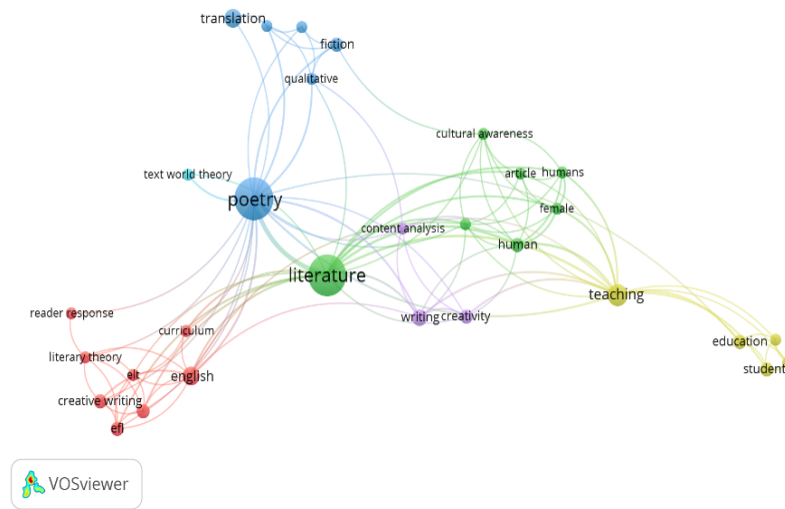 translation
fiction
qualitative
cultural awareness
text world theory
article
humans
poetry
female
content analysis
human
literature
teaching
reader response
writing
creativity
curriculum
education
literary theory
student
elt
english
creative writing
efl
VOSviewer